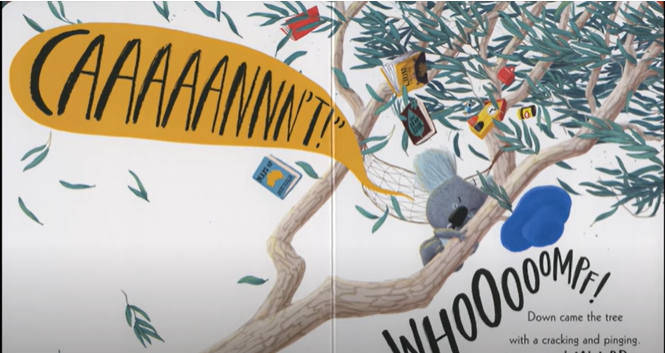 CAAAAANNN'T!"
WHOOOOOMPF!
Down came the tree
with a cracking and pinging.